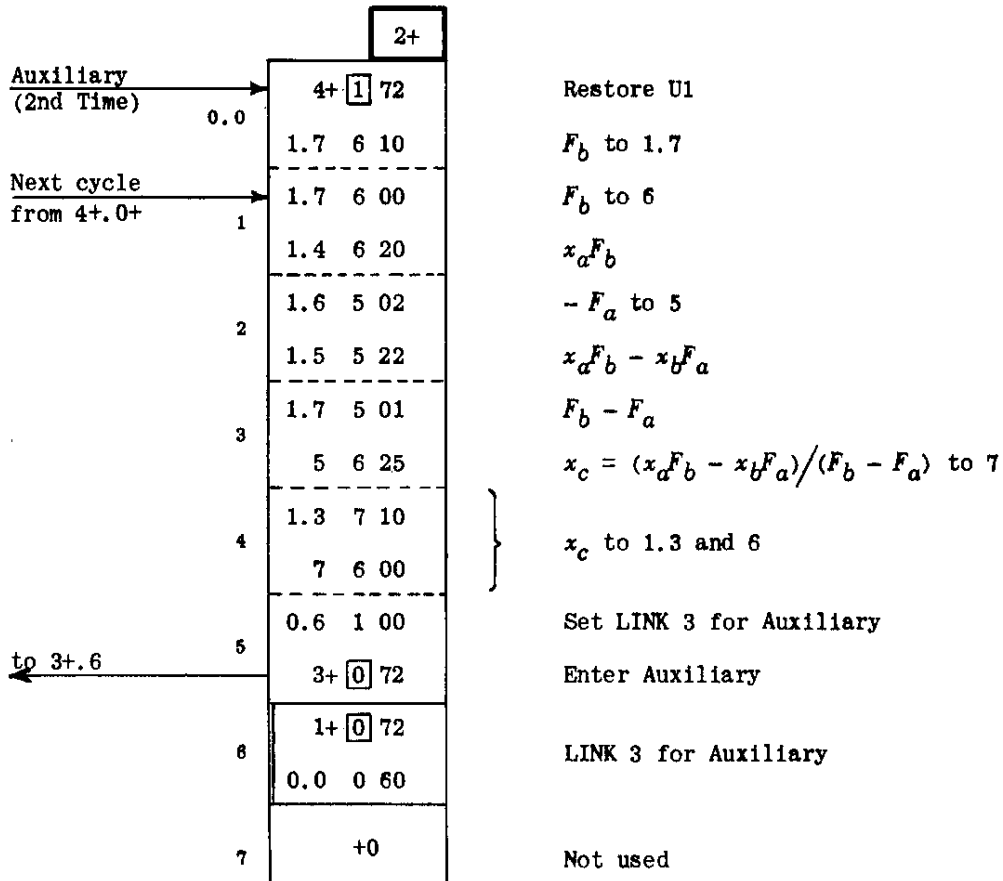 2+
Auxiliary
(2nd Time)
4+ 1 72 Restore U1
0.0
1.7 6 10 F_b to 1.7
Next cycle
from 4+.0+
1.7 6 00 F_b to 6
1
1.4 6 20 x_aF_b
1.6 5 02 - F_a to 5
2
1.5 5 22 x_aF_b - x_bF_a
1.7 5 01 F_b - F_a
3
5 6 25 x_c = (x_aF_b - x_bF_a)/(F_b - F_a) to 7
1.3 7 10
4 x_c to 1.3 and 6
7 6 00
0.6 1 00 Set LINK 3 for Auxiliary
5
to 3+.6
3+ 0 72 Enter Auxiliary
1+ 0 72
6 LINK 3 for Auxiliary
0.0 0 60
+0
7 Not used